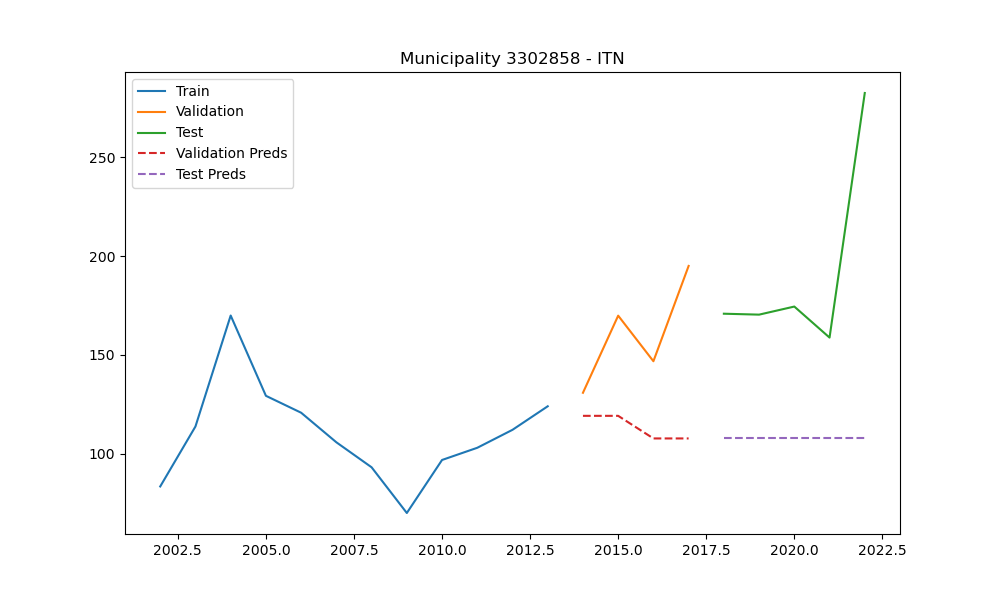 Municipality 3302858 - ITN
Train
Validation
Test
Validation Preds
Test Preds
250
200
150
100
2002.5 2005.0 2007.5 2010.0 2012.5 2015.0 2017.5 2020.0 2022.5